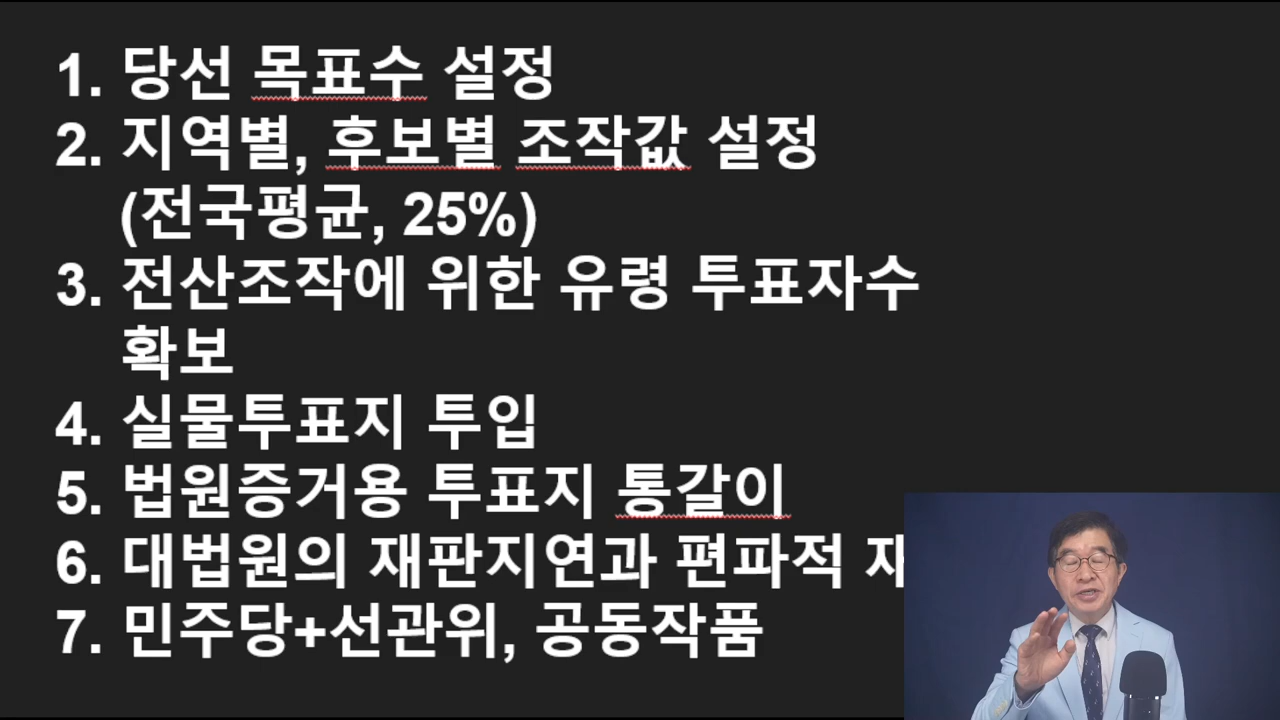 1. 당선 목표수 설정
2. 지역별, 후보별 조작값 설정
(전국평균, 25%)
3. 전산조작에 위한 유령 투표자수
확보
4. 실물투표지 투입
5. 법원증거용 투표지 통갈이
6. 대법원의 재판지연과 편파적
7. 민주당+선관위, 공동작품